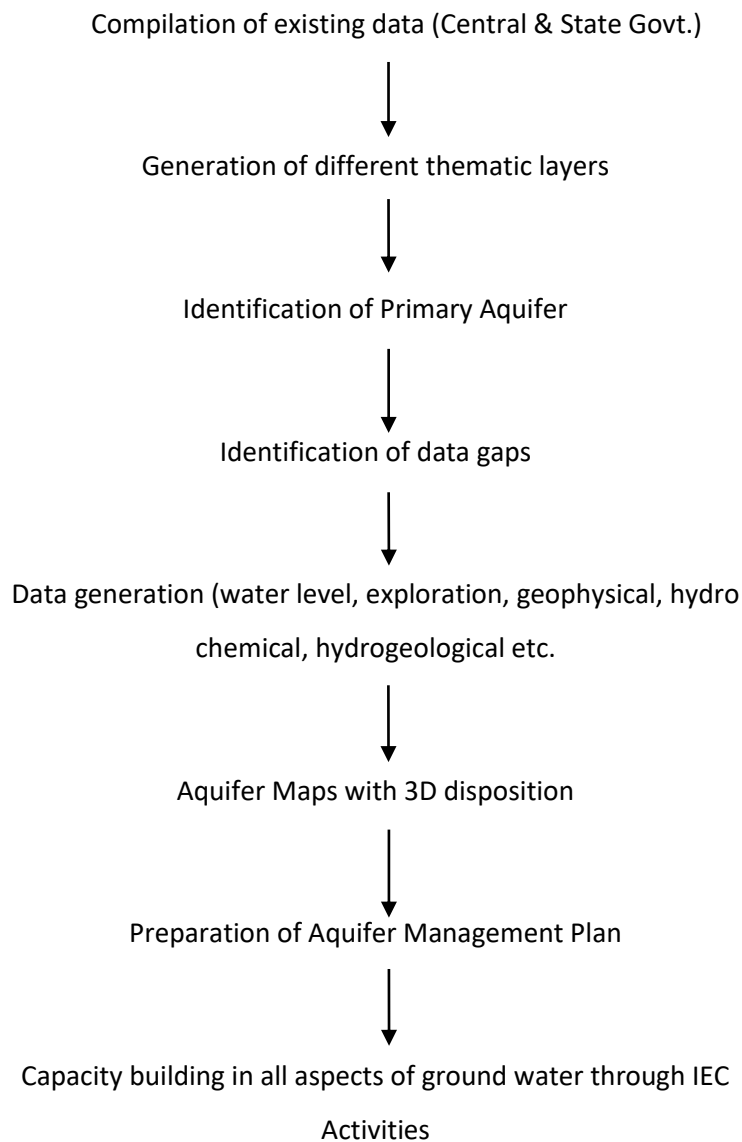 Compilation of existing data (Central & State Govt.)
Generation of different thematic layers
Identification of Primary Aquifer
Identification of data gaps
Data generation (water level, exploration, geophysical, hydro
chemical, hydrogeological etc.
Aquifer Maps with 3D disposition
Preparation of Aquifer Management Plan
Capacity building in all aspects of ground water through IEC
Activities